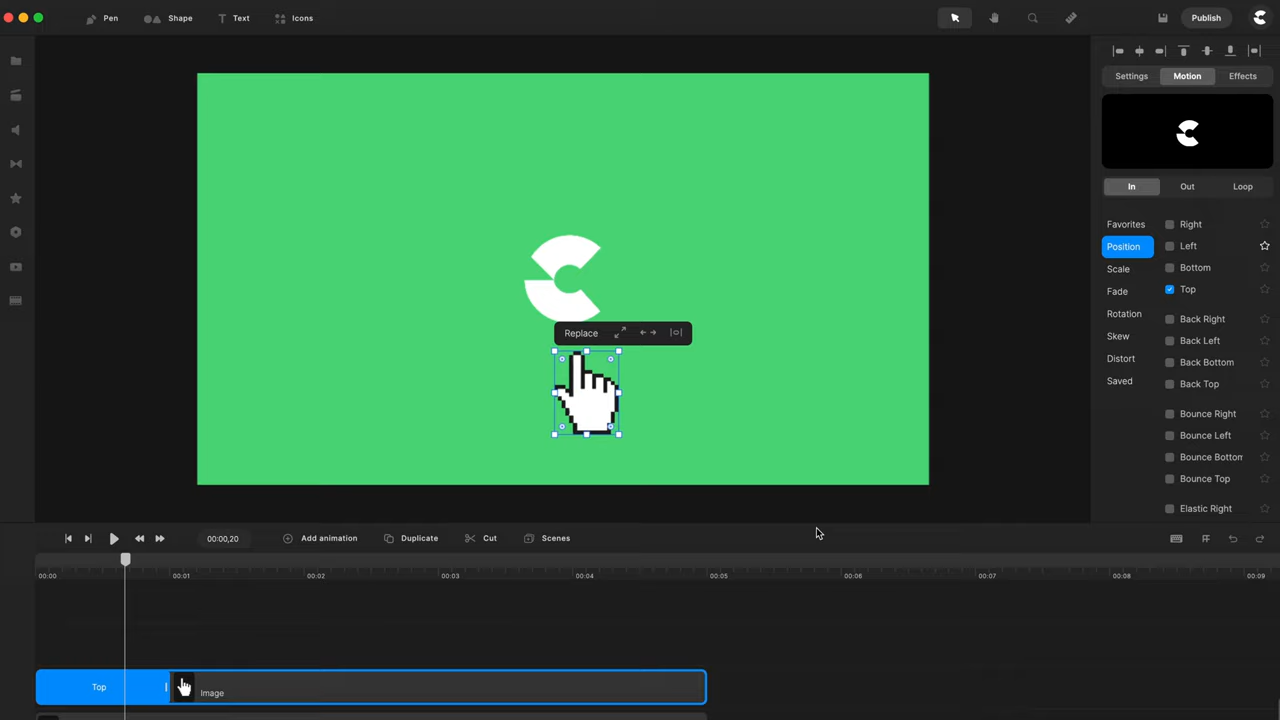 Pen Shape Text Icons Publish
Settings Motion Effects
In Out Loop
Favorites Right
Position Left
Scale Bottom
Fade Top
Rotation Back Right
Skew Back Left
Distort Back Bottom
Saved Back Top
Bounce Right
Bounce Left
Bounce Bottom
Bounce Top
Elastic Right
Replace
00:00,20 Add animation Duplicate Cut Scenes
00:00 00:01 00:02 00:03 00:04 00:05 00:06 00:07 00:08 00:09
Top Image